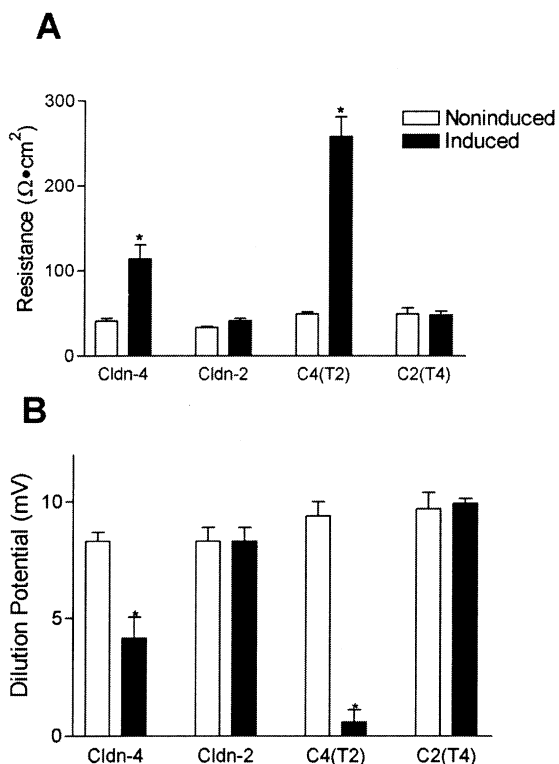 A
Resistance (Ω•cm²)
300
200
100
0
*
*
Noninduced
Induced
Cldn-4 Cldn-2 C4(T2) C2(T4)
B
Dilution Potential (mV)
10
5
0
*
*
Cldn-4 Cldn-2 C4(T2) C2(T4)